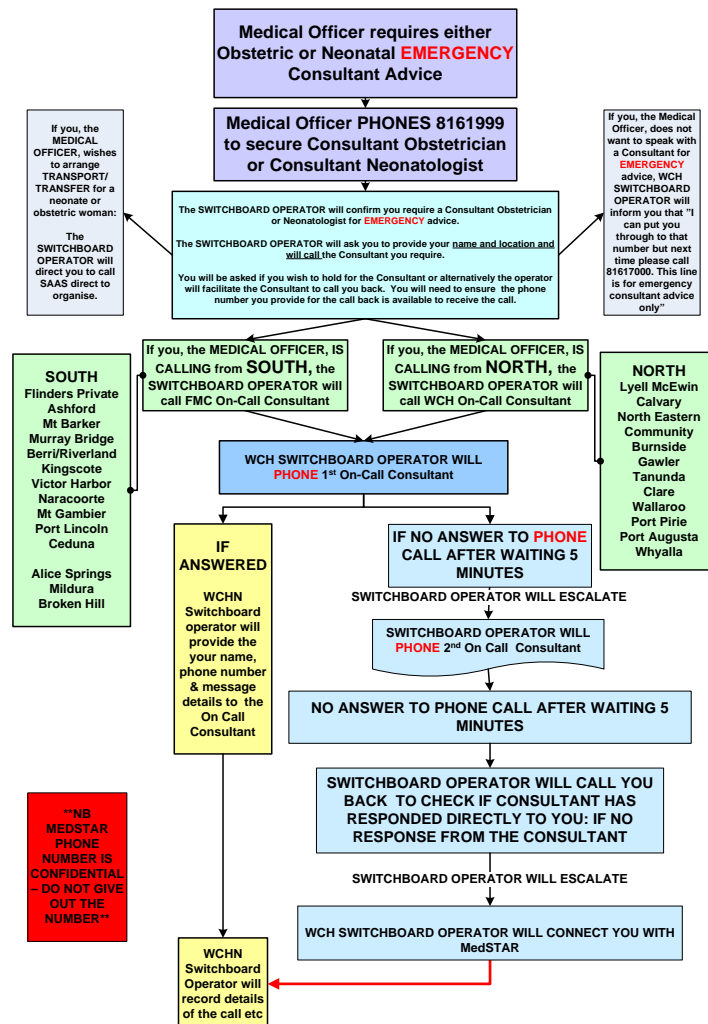 Medical Officer requires either
Obstetric or Neonatal EMERGENCY
Consultant Advice
Medical Officer PHONES 8161999
to secure Consultant Obstetrician
or Consultant Neonatologist
If you, the
MEDICAL
OFFICER, wishes
to arrange
TRANSPORT/
TRANSFER for a
neonate or
obstetric woman:
The
SWITCHBOARD
OPERATOR will
direct you to call
SAAS direct to
organise.
If you, the Medical
Officer, does not
want to speak with
a Consultant for
EMERGENCY
advice, WCH
SWITCHBOARD
OPERATOR will
inform you that "I
can put you
through to that
number but next
time please call
81617000. This line
is for emergency
consultant advice
only"
The SWITCHBOARD OPERATOR will confirm you require a Consultant Obstetrician
or Neonatologist for EMERGENCY advice.
The SWITCHBOARD OPERATOR will ask you to provide your name and location and
will call the Consultant you require.
You will be asked if you wish to hold for the Consultant or alternatively the operator
will facilitate the Consultant to call you back. You will need to ensure the phone
number you provide for the call back is available to receive the call.
If you, the MEDICAL OFFICER, IS
CALLING from SOUTH, the
SWITCHBOARD OPERATOR will
call FMC On-Call Consultant
If you, the MEDICAL OFFICER, IS
CALLING from NORTH, the
SWITCHBOARD OPERATOR will
call WCH On-Call Consultant
SOUTH
Flinders Private
Ashford
Mt Barker
Murray Bridge
Berri/Riverland
Kingscote
Victor Harbor
Naracoorte
Mt Gambier
Port Lincoln
Ceduna
Alice Springs
Mildura
Broken Hill
NORTH
Lyell McEwin
Calvary
North Eastern
Community
Burnside
Gawler
Tanunda
Clare
Wallaroo
Port Pirie
Port Augusta
Whyalla
WCH SWITCHBOARD OPERATOR WILL
PHONE 1st On-Call Consultant
IF
ANSWERED
WCHN
Switchboard
operator will
provide the
your name,
phone number
& message
details to the
On Call
Consultant
IF NO ANSWER TO PHONE
CALL AFTER WAITING 5
MINUTES
SWITCHBOARD OPERATOR WILL ESCALATE
SWITCHBOARD OPERATOR WILL
PHONE 2nd On Call Consultant
NO ANSWER TO PHONE CALL AFTER WAITING 5
MINUTES
SWITCHBOARD OPERATOR WILL CALL YOU
BACK TO CHECK IF CONSULTANT HAS
RESPONDED DIRECTLY TO YOU: IF NO
RESPONSE FROM THE CONSULTANT
SWITCHBOARD OPERATOR WILL ESCALATE
WCH SWITCHBOARD OPERATOR WILL CONNECT YOU WITH
MedSTAR
**NB
MEDSTAR
PHONE
NUMBER IS
CONFIDENTIAL
– DO NOT GIVE
OUT THE
NUMBER**
WCHN
Switchboard
Operator will
record details
of the call etc